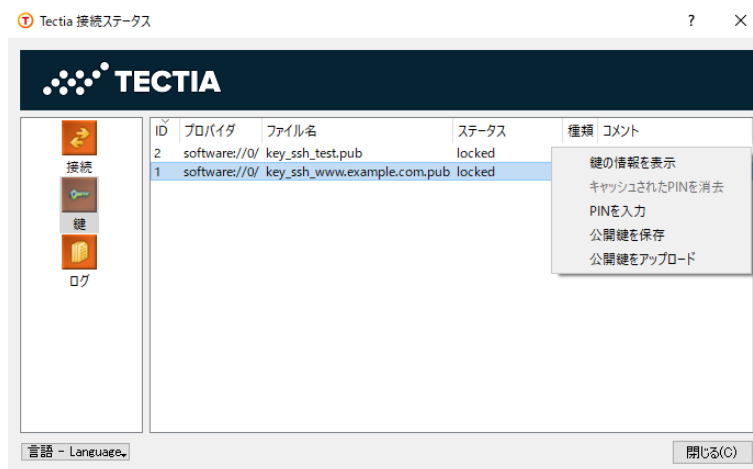 Tectia 接続ステータス
?
×
TECTIA
接続
鍵
ログ
ID プロバイダ ファイル名 ステータス 種類 コメント
2 software://0/ key_ssh_test.pub locked
1 software://0/ key_ssh_www.example.com.pub locked
鍵の情報を表示
キャッシュされたPINを消去
PINを入力
公開鍵を保存
公開鍵をアップロード
言語 - Language
閉じる(C)